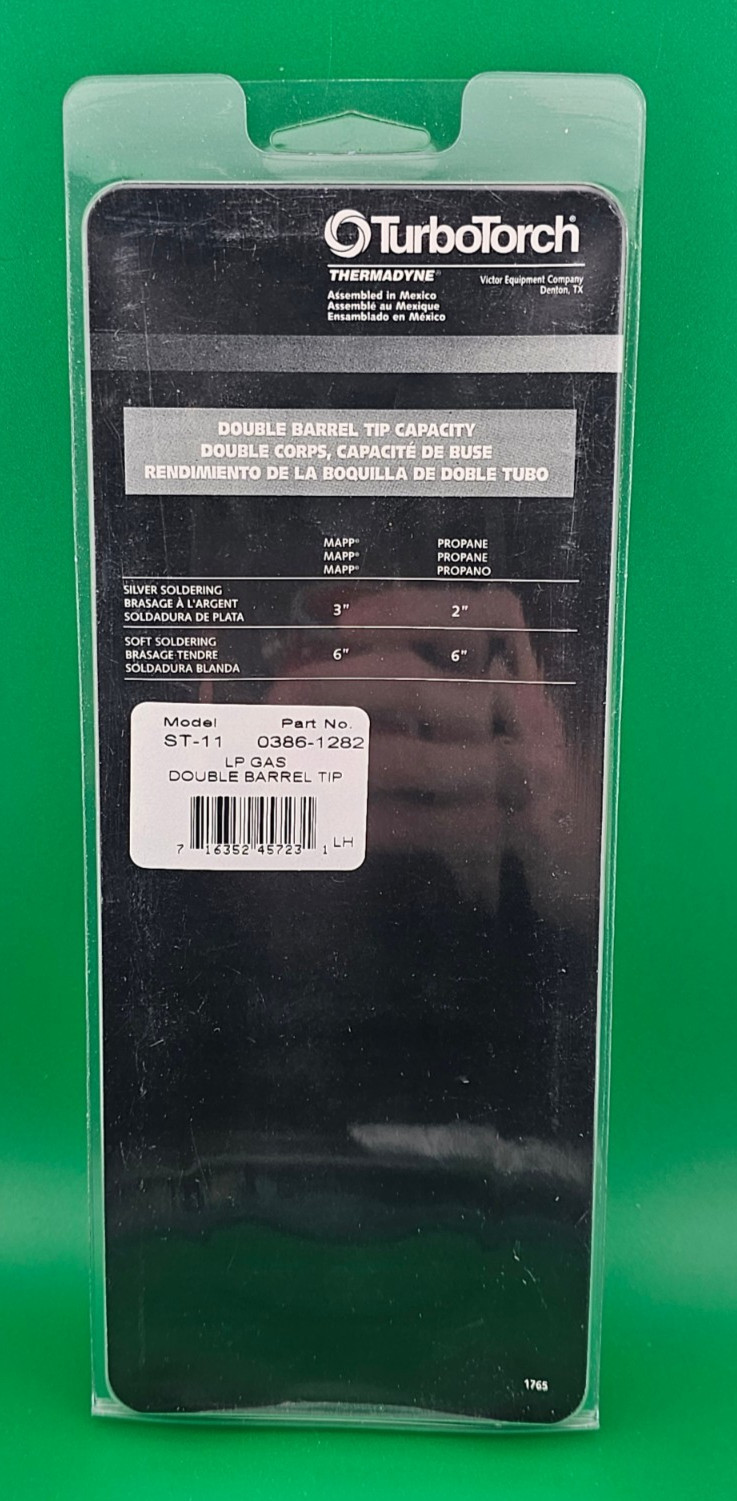 TurboTorch®
THERMADYNE®
Victor Equipment Company
Denton, TX
Assembled in Mexico
Assemblé au Mexique
Ensamblado en México
DOUBLE BARREL TIP CAPACITY
DOUBLE CORPS, CAPACITÉ DE BUSE
RENDIMIENTO DE LA BOQUILLA DE DOBLE TUBO
MAPP® PROPANE
MAPP® PROPANE
MAPP® PROPANO
SILVER SOLDERING
BRASAGE À L'ARGENT 3" 2"
SOLDADURA DE PLATA
SOFT SOLDERING
BRASAGE TENDRE 6" 6"
SOLDADURA BLANDA
Model Part No.
ST-11 0386-1282
LP GAS
DOUBLE BARREL TIP
7 16352 45723 1 LH
1765